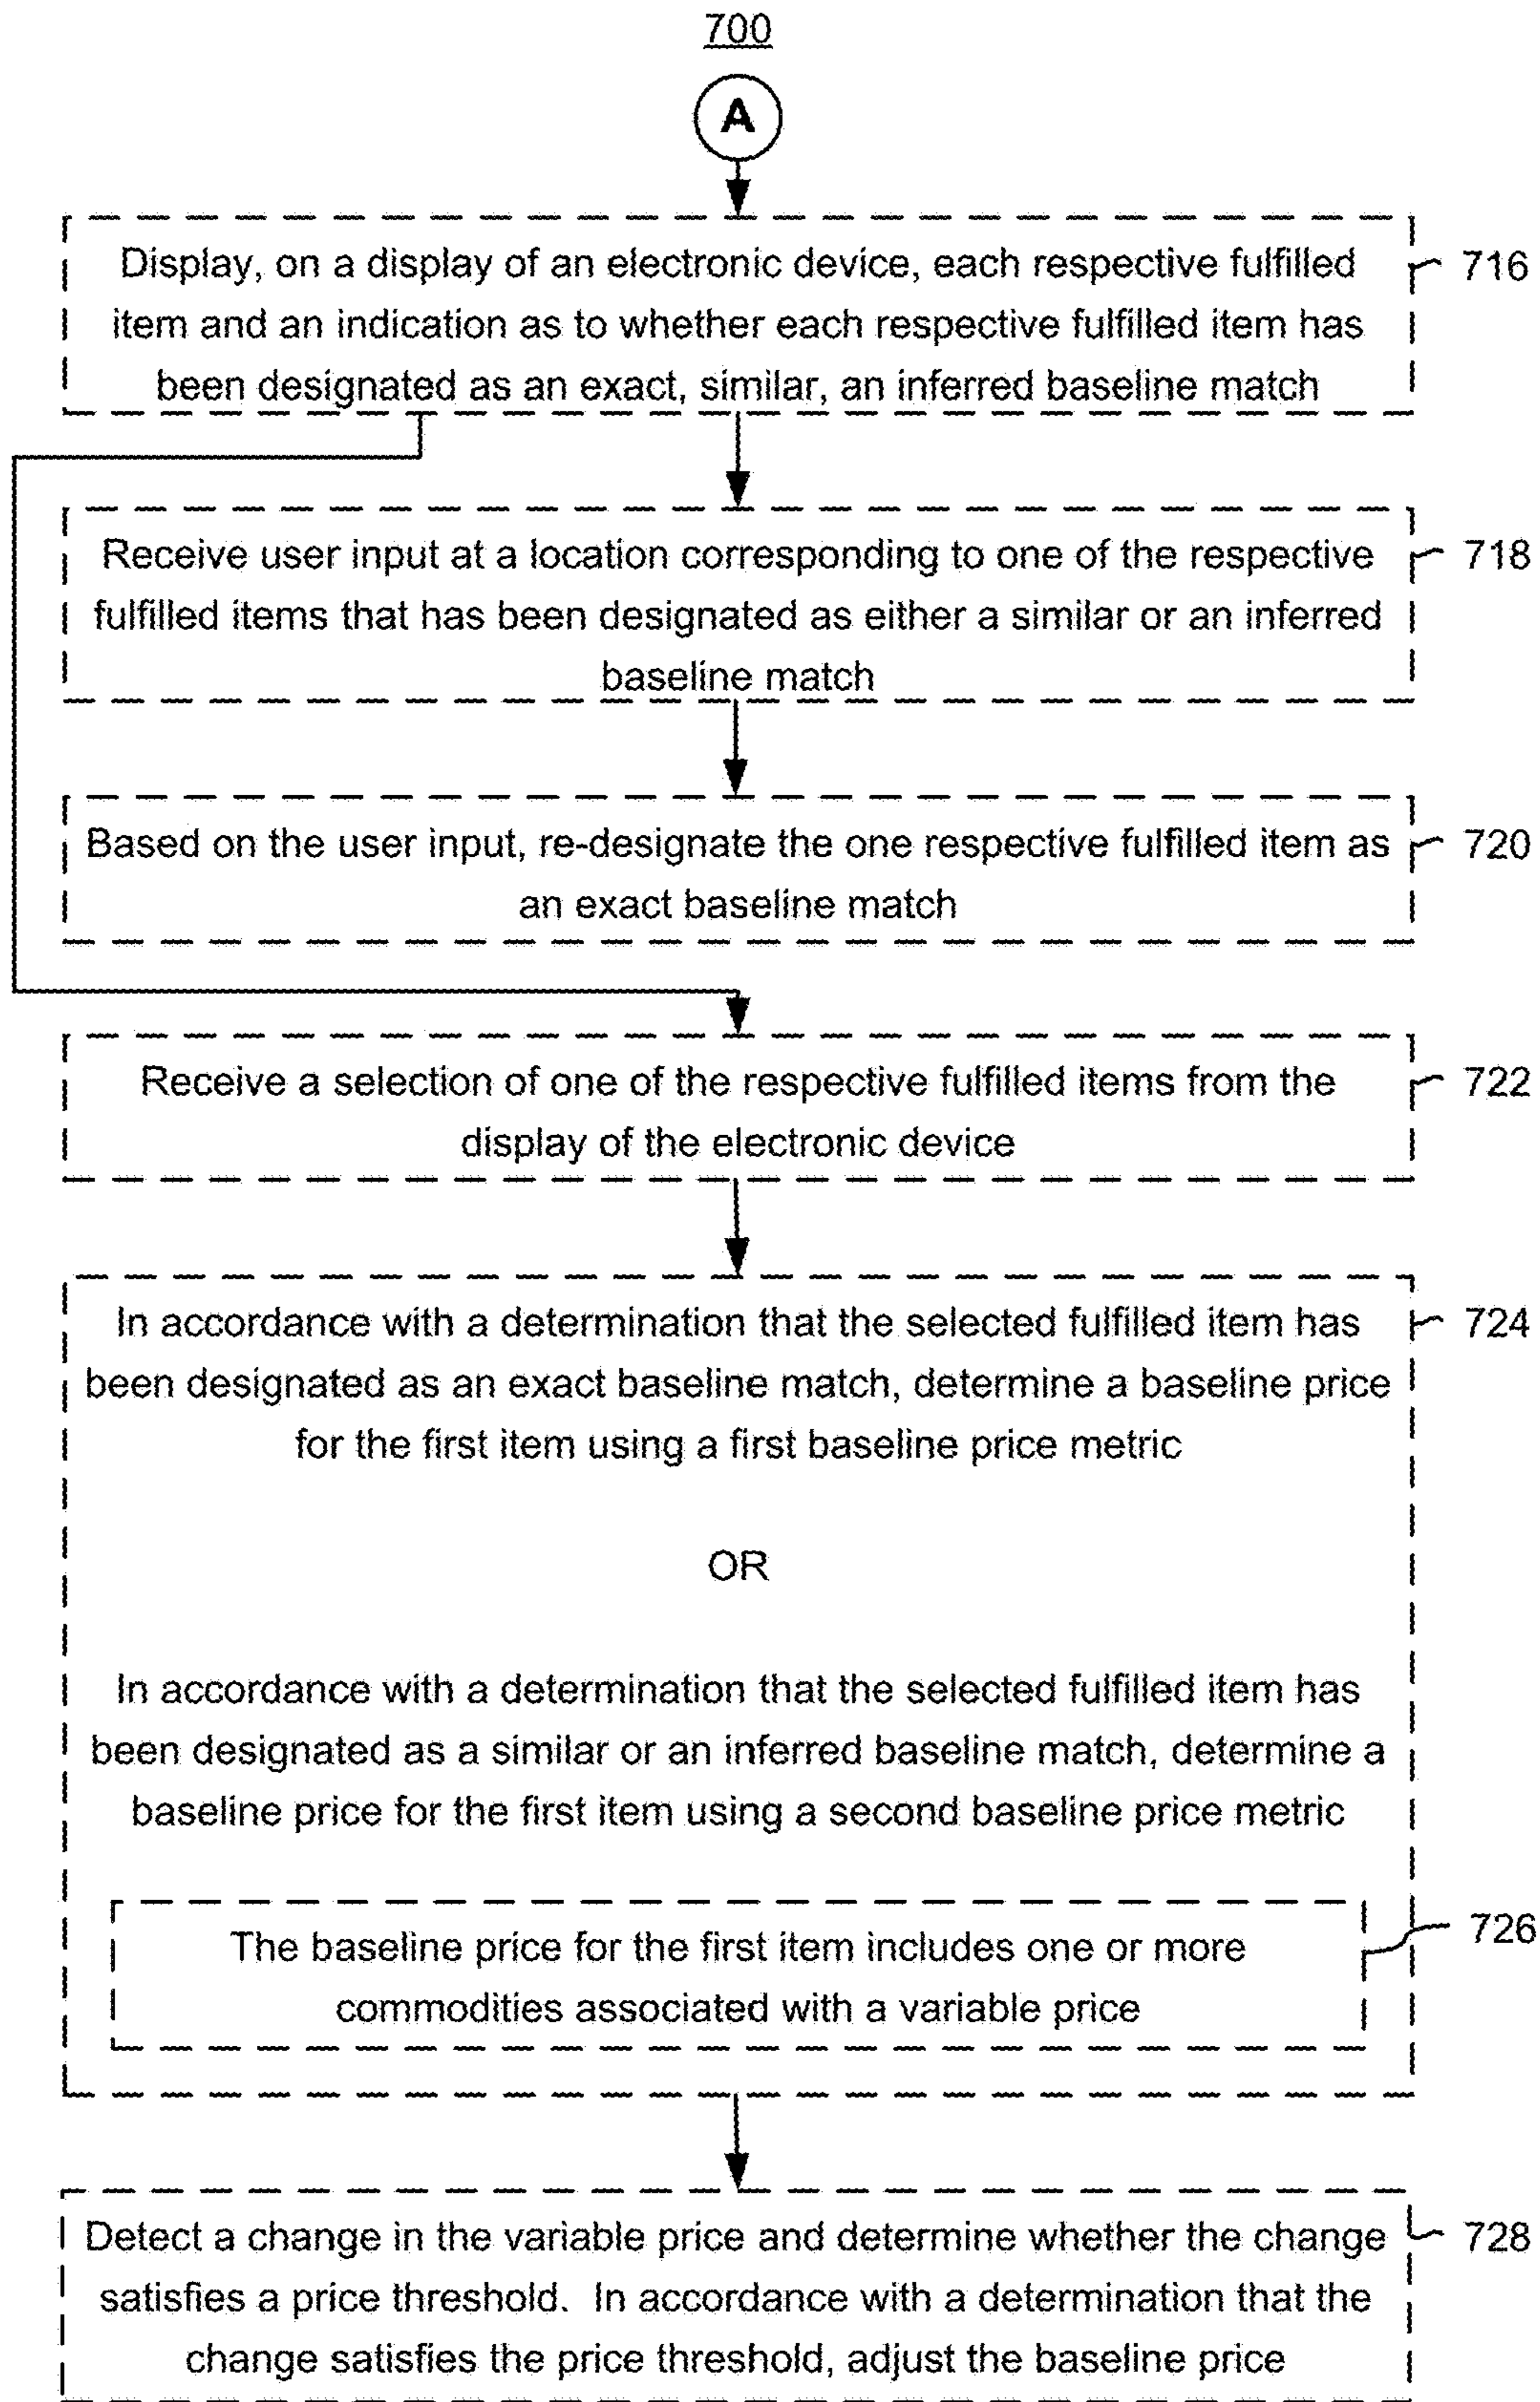 700
A
Display, on a display of an electronic device, each respective fulfilled
item and an indication as to whether each respective fulfilled item has
been designated as an exact, similar, an inferred baseline match
716
Receive user input at a location corresponding to one of the respective
fulfilled items that has been designated as either a similar or an inferred
baseline match
718
Based on the user input, re-designate the one respective fulfilled item as
an exact baseline match
720
Receive a selection of one of the respective fulfilled items from the
display of the electronic device
722
In accordance with a determination that the selected fulfilled item has
been designated as an exact baseline match, determine a baseline price
for the first item using a first baseline price metric
724
OR
In accordance with a determination that the selected fulfilled item has
been designated as a similar or an inferred baseline match, determine a
baseline price for the first item using a second baseline price metric
The baseline price for the first item includes one or more
commodities associated with a variable price
726
Detect a change in the variable price and determine whether the change
satisfies a price threshold. In accordance with a determination that the
change satisfies the price threshold, adjust the baseline price
728